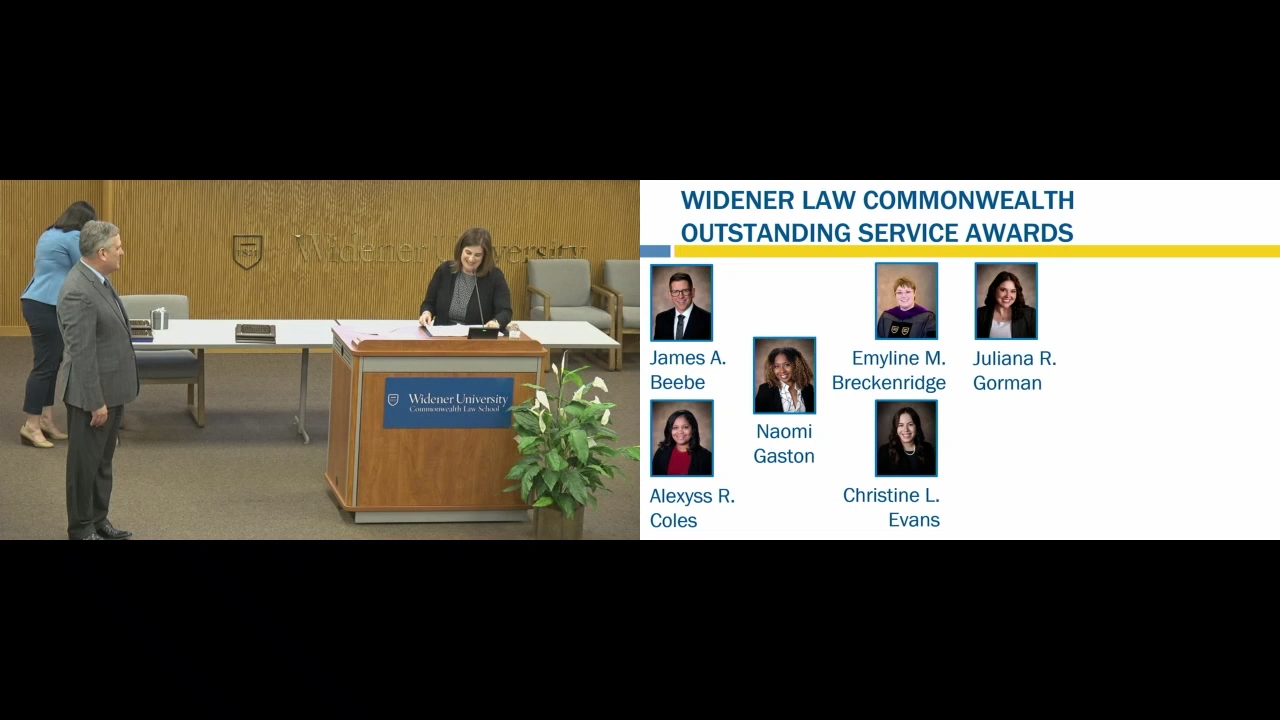 Widener University
1821
Widener University
Commonwealth Law School
WIDENER LAW COMMONWEALTH
OUTSTANDING SERVICE AWARDS
James A.
Beebe
Emyline M.
Breckenridge
Juliana R.
Gorman
Naomi
Gaston
Alexyss R.
Coles
Christine L.
Evans